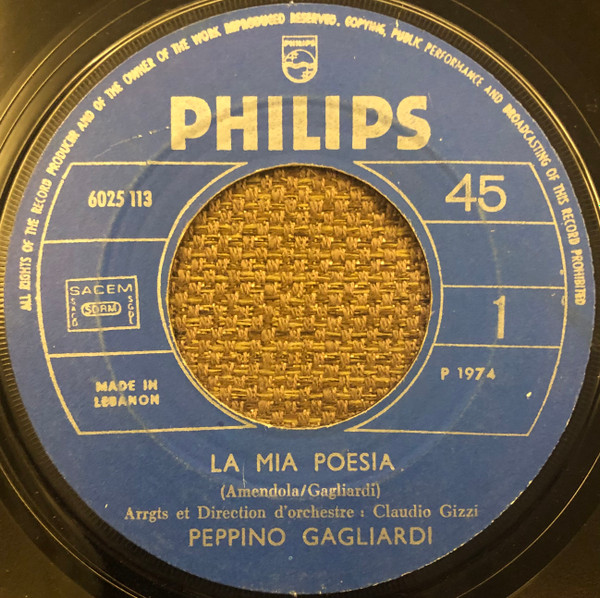 ALL RIGHTS OF THE RECORD PRODUCER AND OF THE OWNER OF THE WORK REPRODUCED RESERVED. COPYING, PUBLIC PERFORMANCE AND BROADCASTING OF THIS RECORD PROHIBITED
PHILIPS
PHILIPS
6025 113
45
SACEM
SACD
SDRM
SGDL
1
MADE IN
LEBANON
P 1974
LA MIA POESIA
(Amendola/Gagliardi)
Arrgts et Direction d'orchestre : Claudio Gizzi
PEPPINO GAGLIARDI